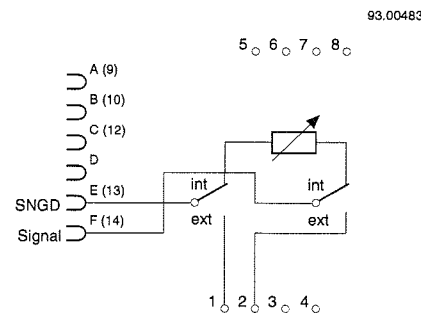 93.00483
5 6 7 8
A (9)
B (10)
C (12)
D
E (13)
SNGD
F (14)
Signal
int
ext
int
ext
1 2 3 4